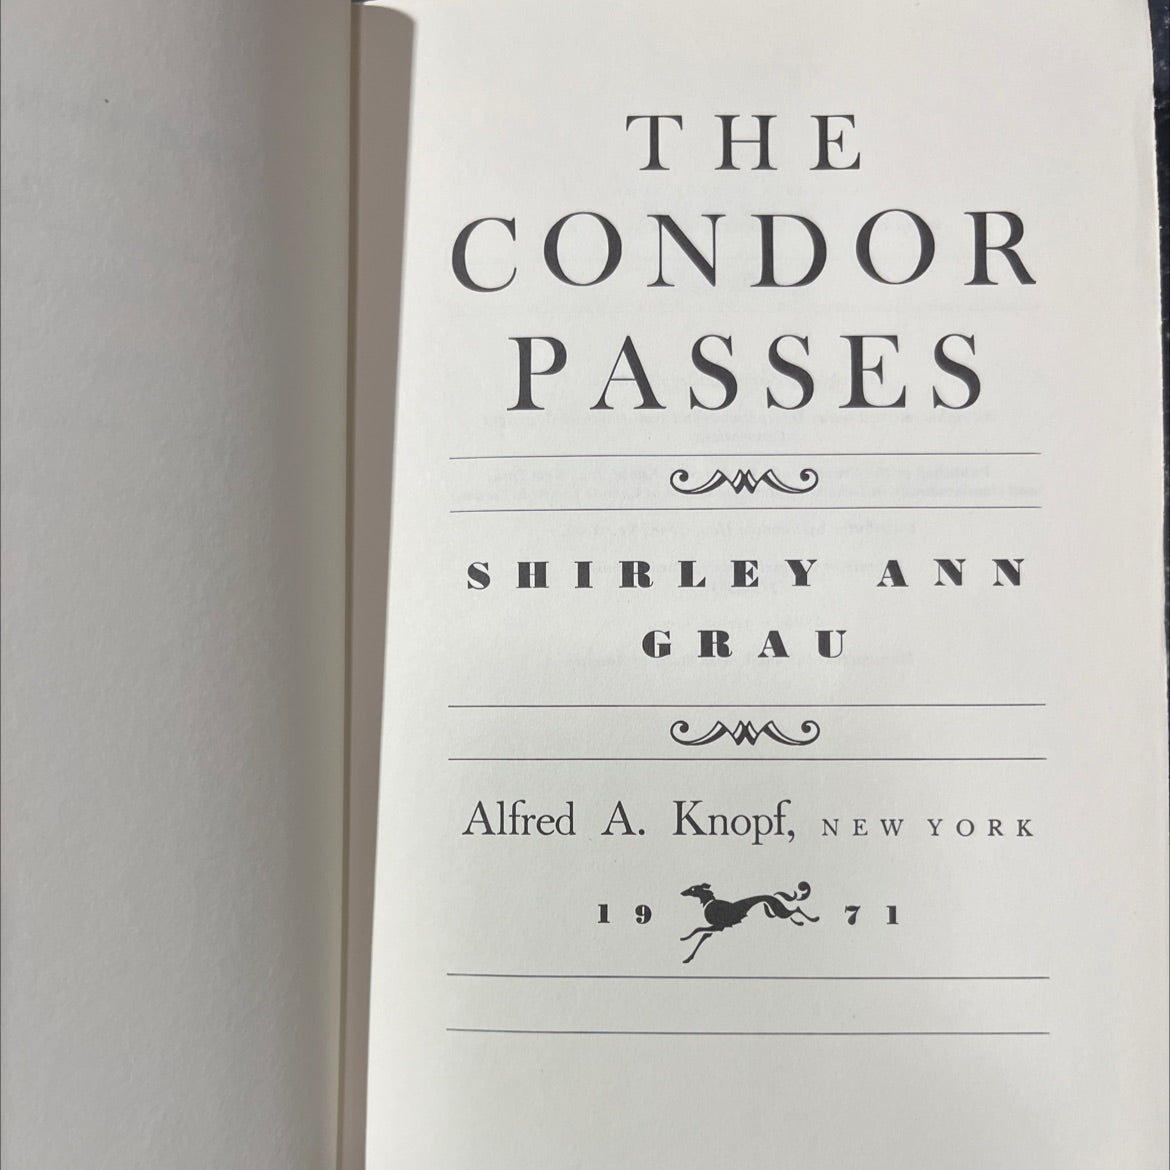 THE
CONDOR
PASSES
SHIRLEY ANN
GRAU
Alfred A. Knopf, NEW YORK
19 71